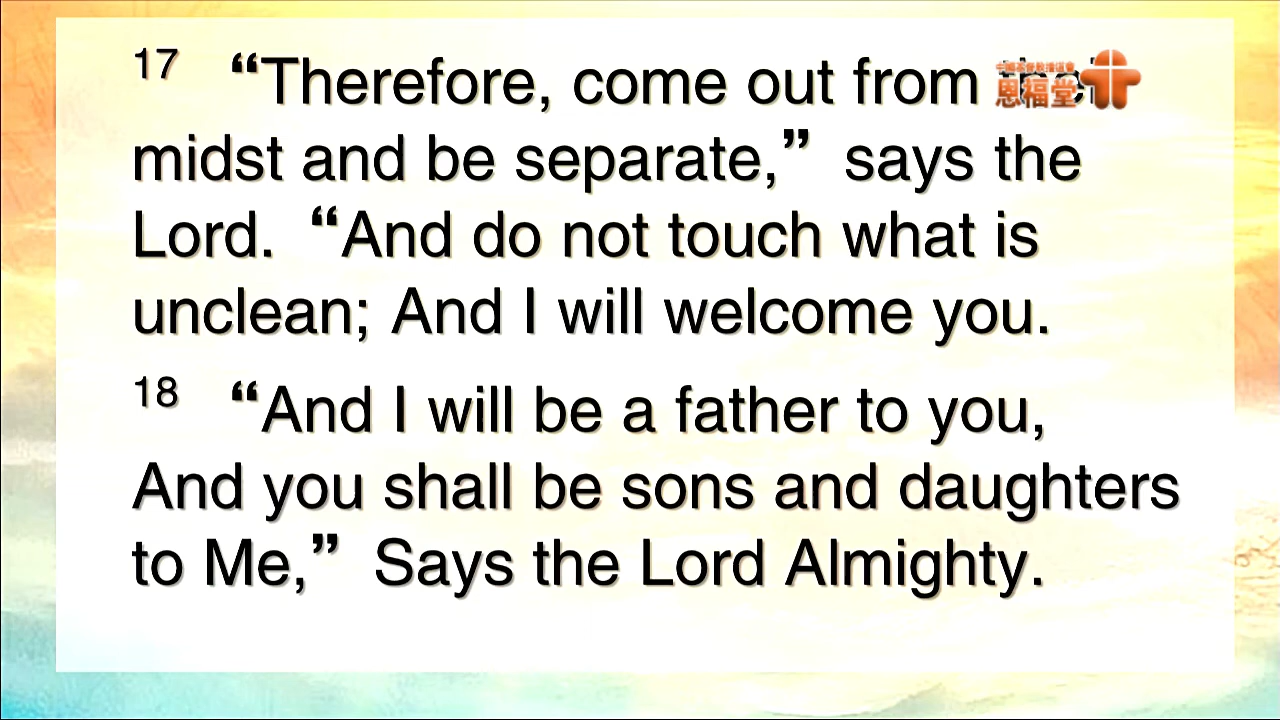 17 “Therefore, come out from
恩福堂
midst and be separate,” says the
Lord. “And do not touch what is
unclean; And I will welcome you.
18 “And I will be a father to you,
And you shall be sons and daughters
to Me,” Says the Lord Almighty.